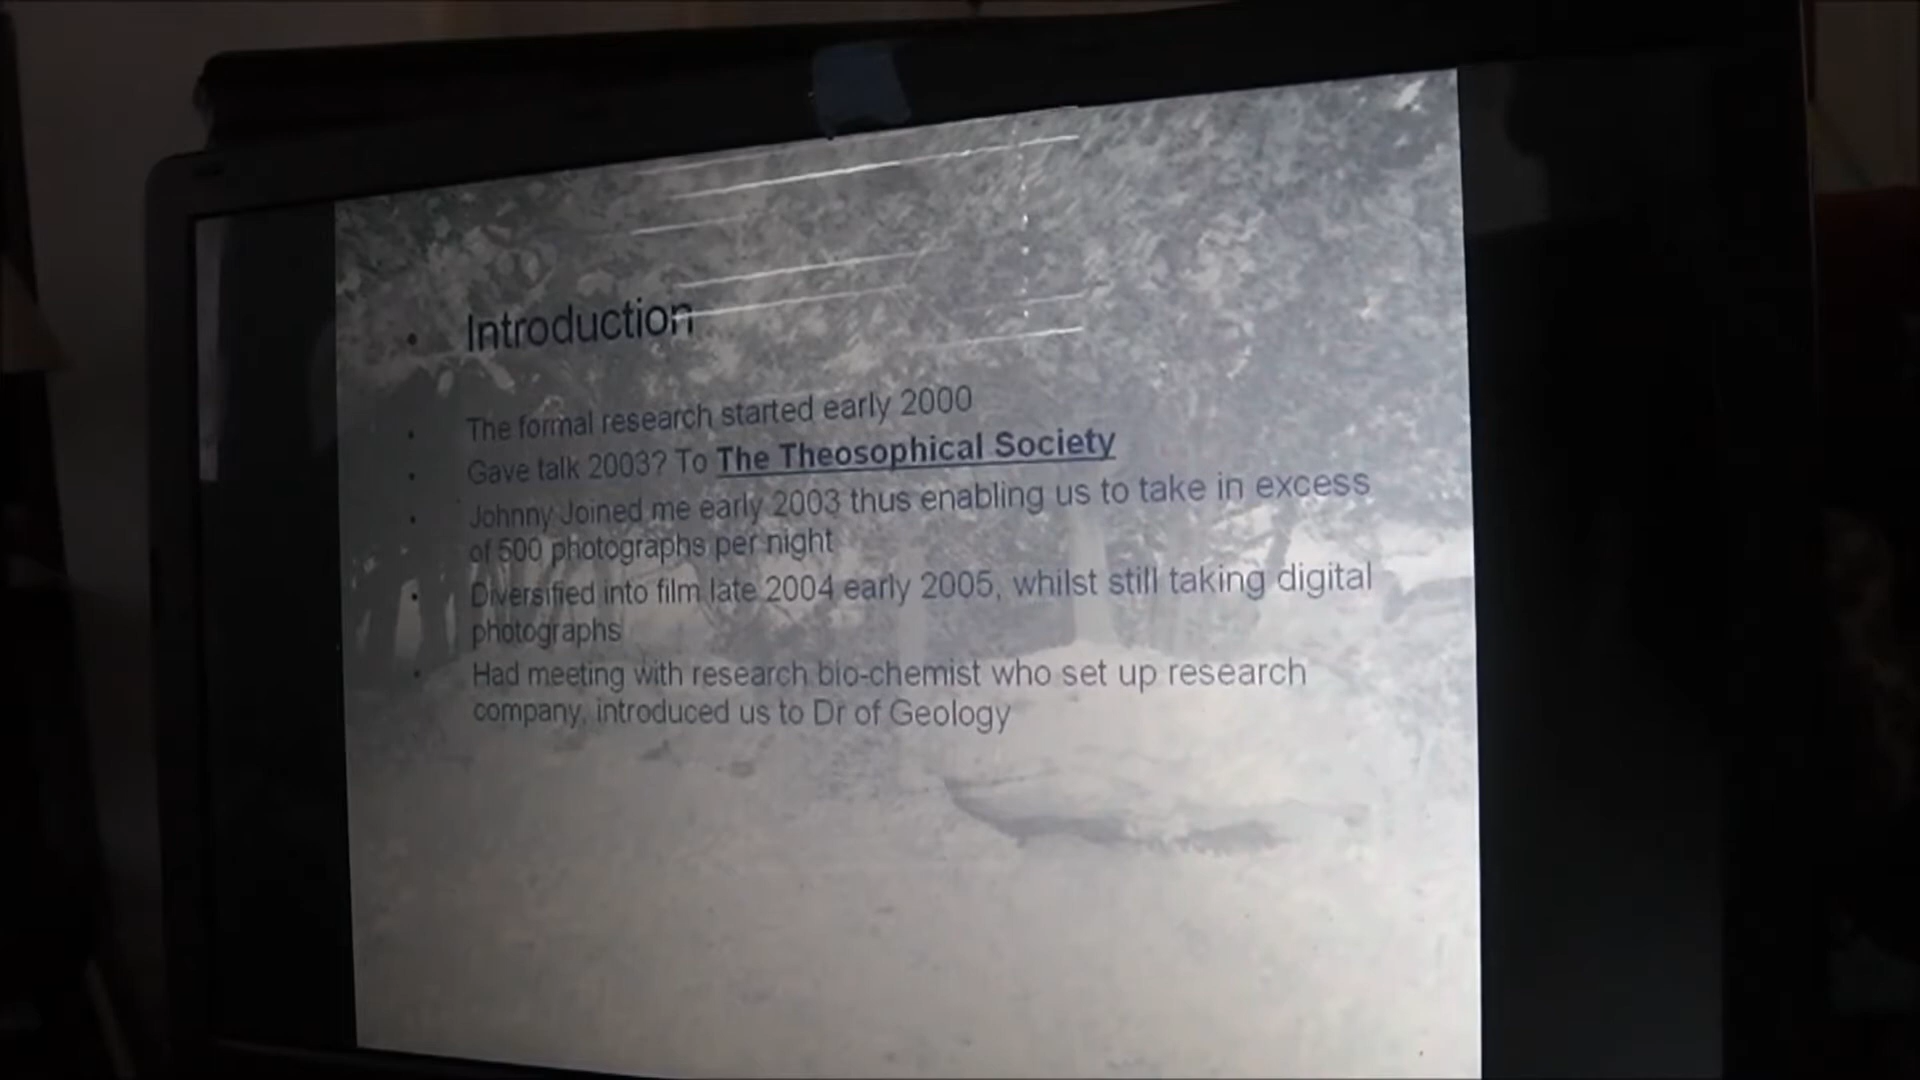 Introduction
The formal research started early 2000
Gave talk 2003? To The Theosophical Society
Johnny Joined me early 2003 thus enabling us to take in excess
of 500 photographs per night
Diversified into film late 2004 early 2005, whilst still taking digital
photographs
Had meeting with research bio-chemist who set up research
company, introduced us to Dr of Geology